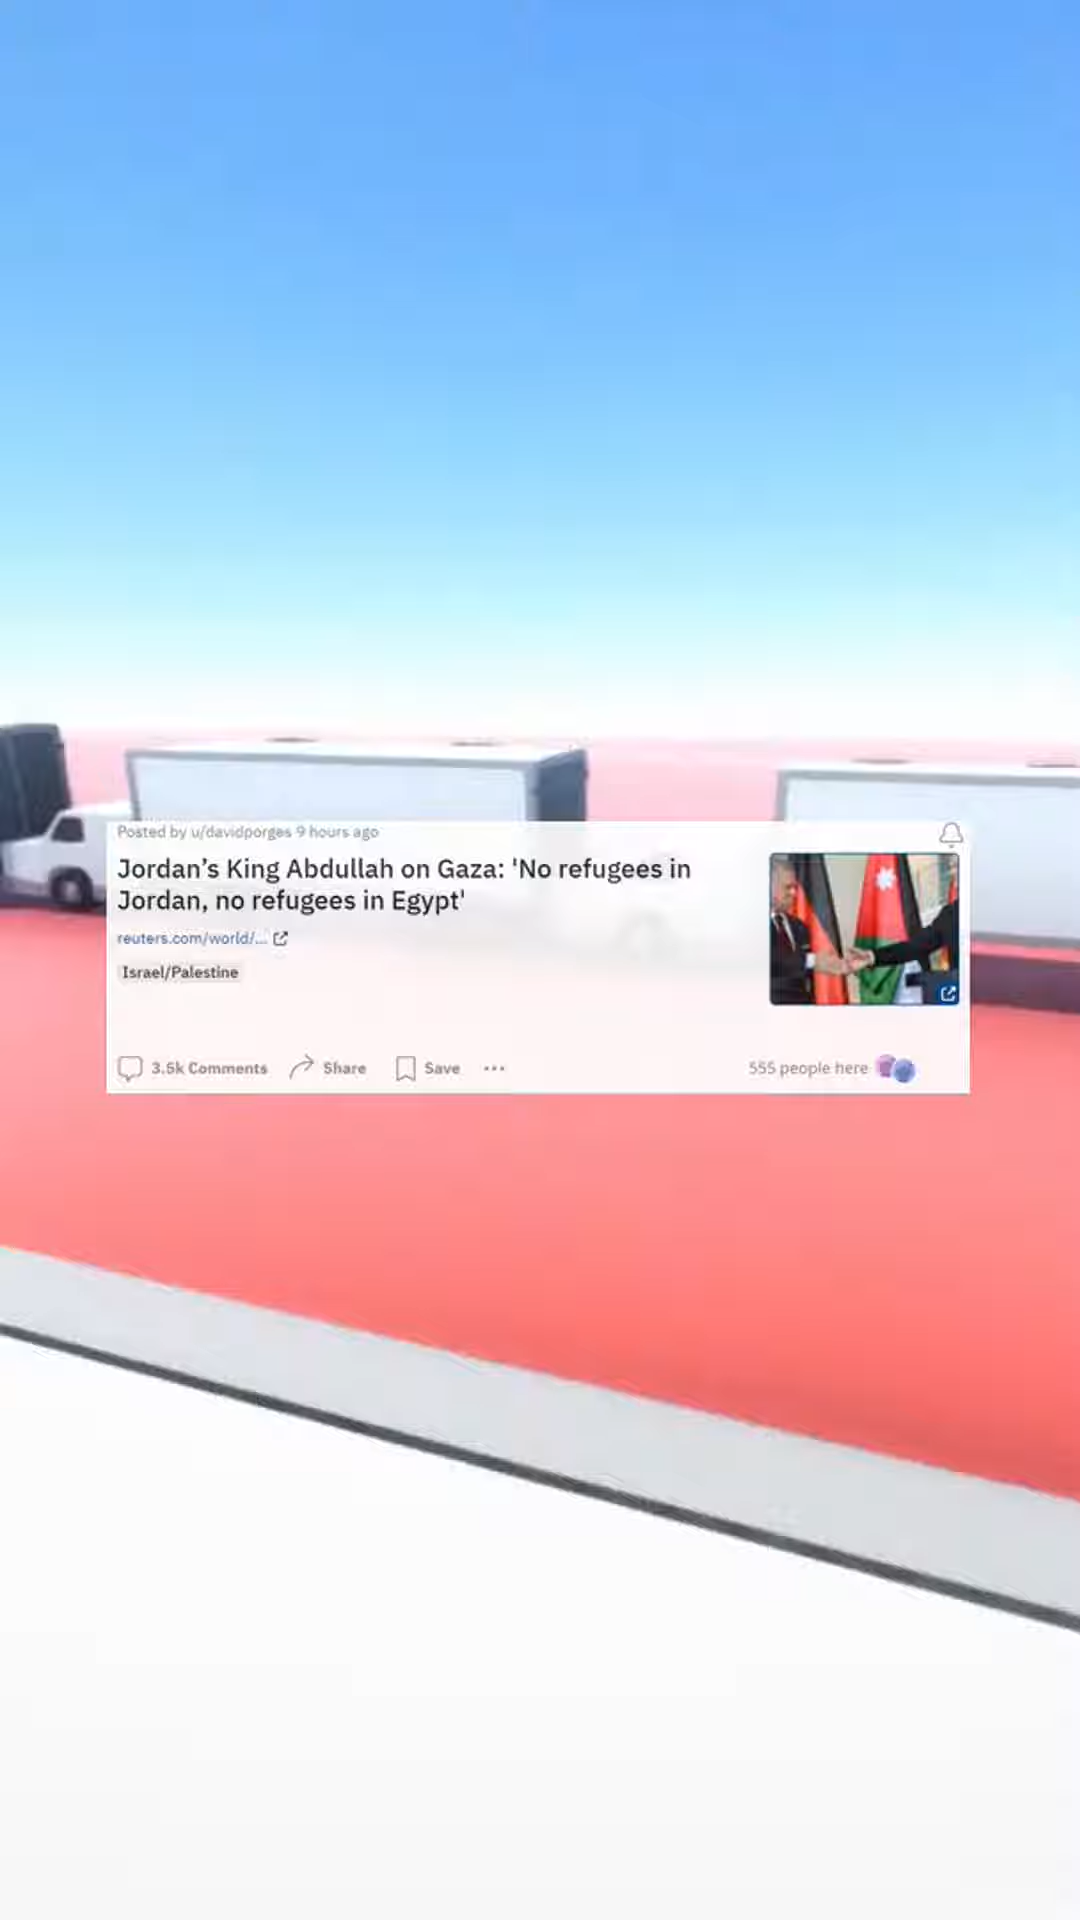 Posted by u/davidporges 9 hours ago
Jordan’s King Abdullah on Gaza: 'No refugees in
Jordan, no refugees in Egypt'
reuters.com/world/...
Israel/Palestine
3.5k Comments Share Save ... 555 people here